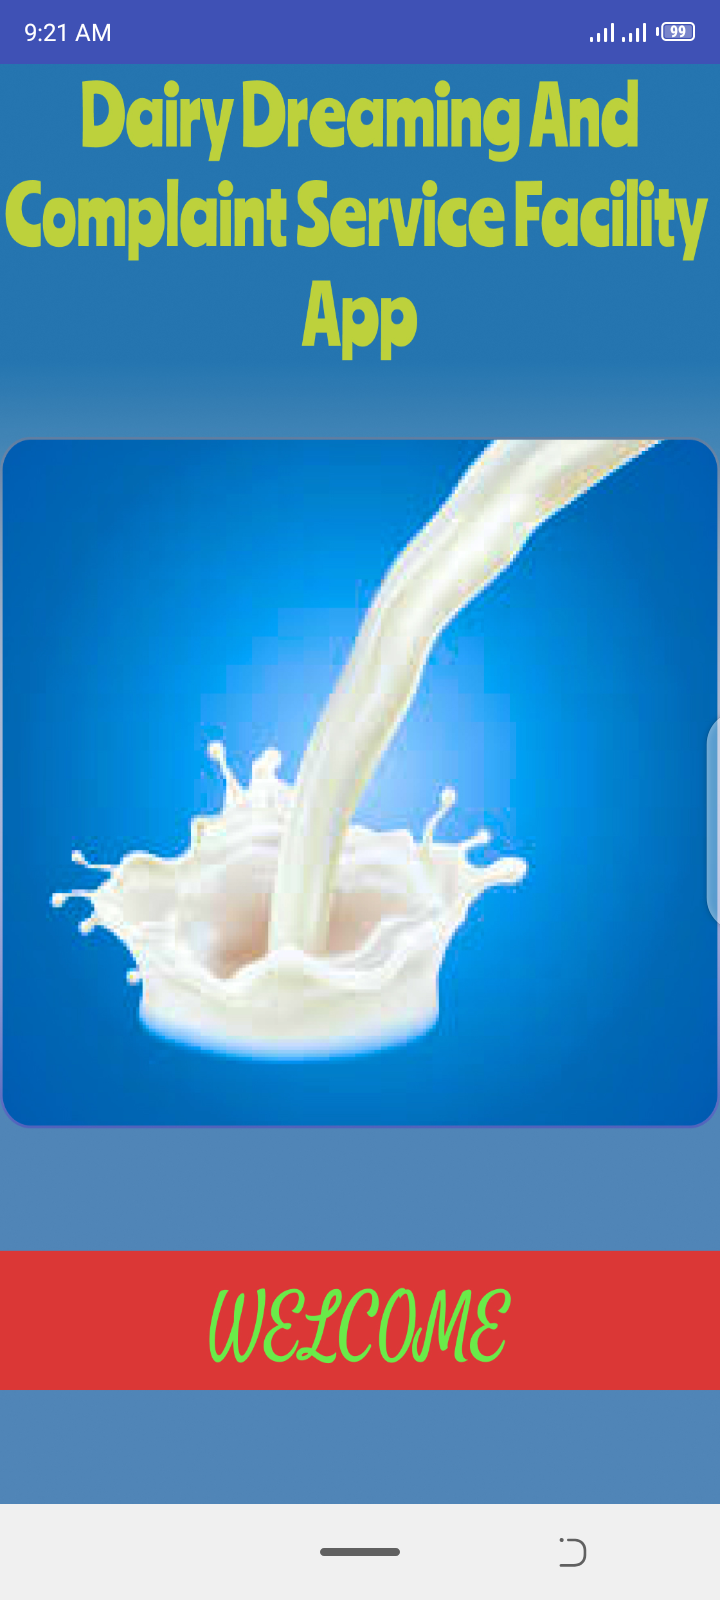 9:21 AM
99
Dairy Dreaming And
Complaint Service Facility
App
WELCOME